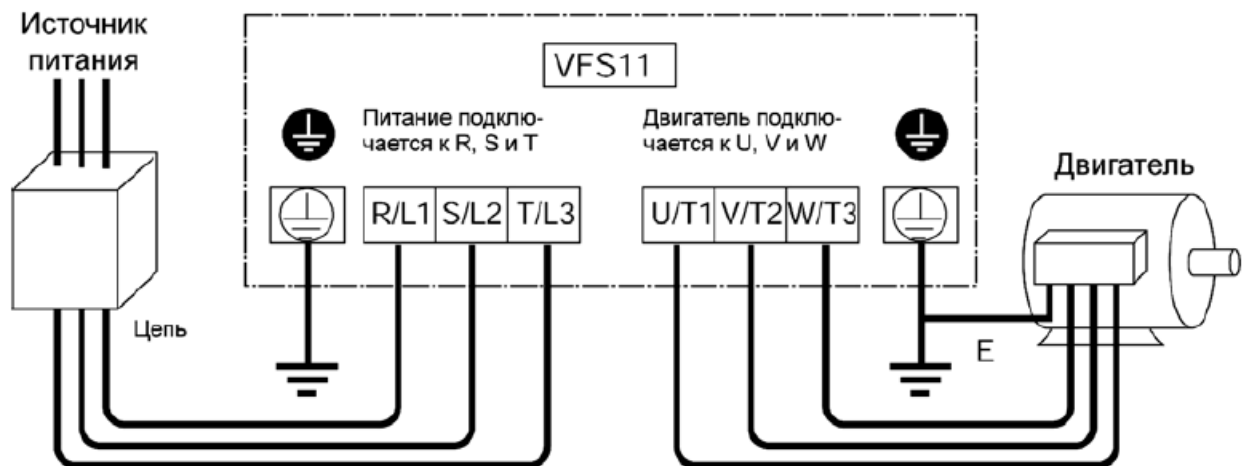 Источник
питания
VFS11
Питание подклю-
чается к R, S и T
Двигатель подклю-
чается к U, V и W
Двигатель
R/L1 S/L2 T/L3
U/T1 V/T2 W/T3
Цепь
E